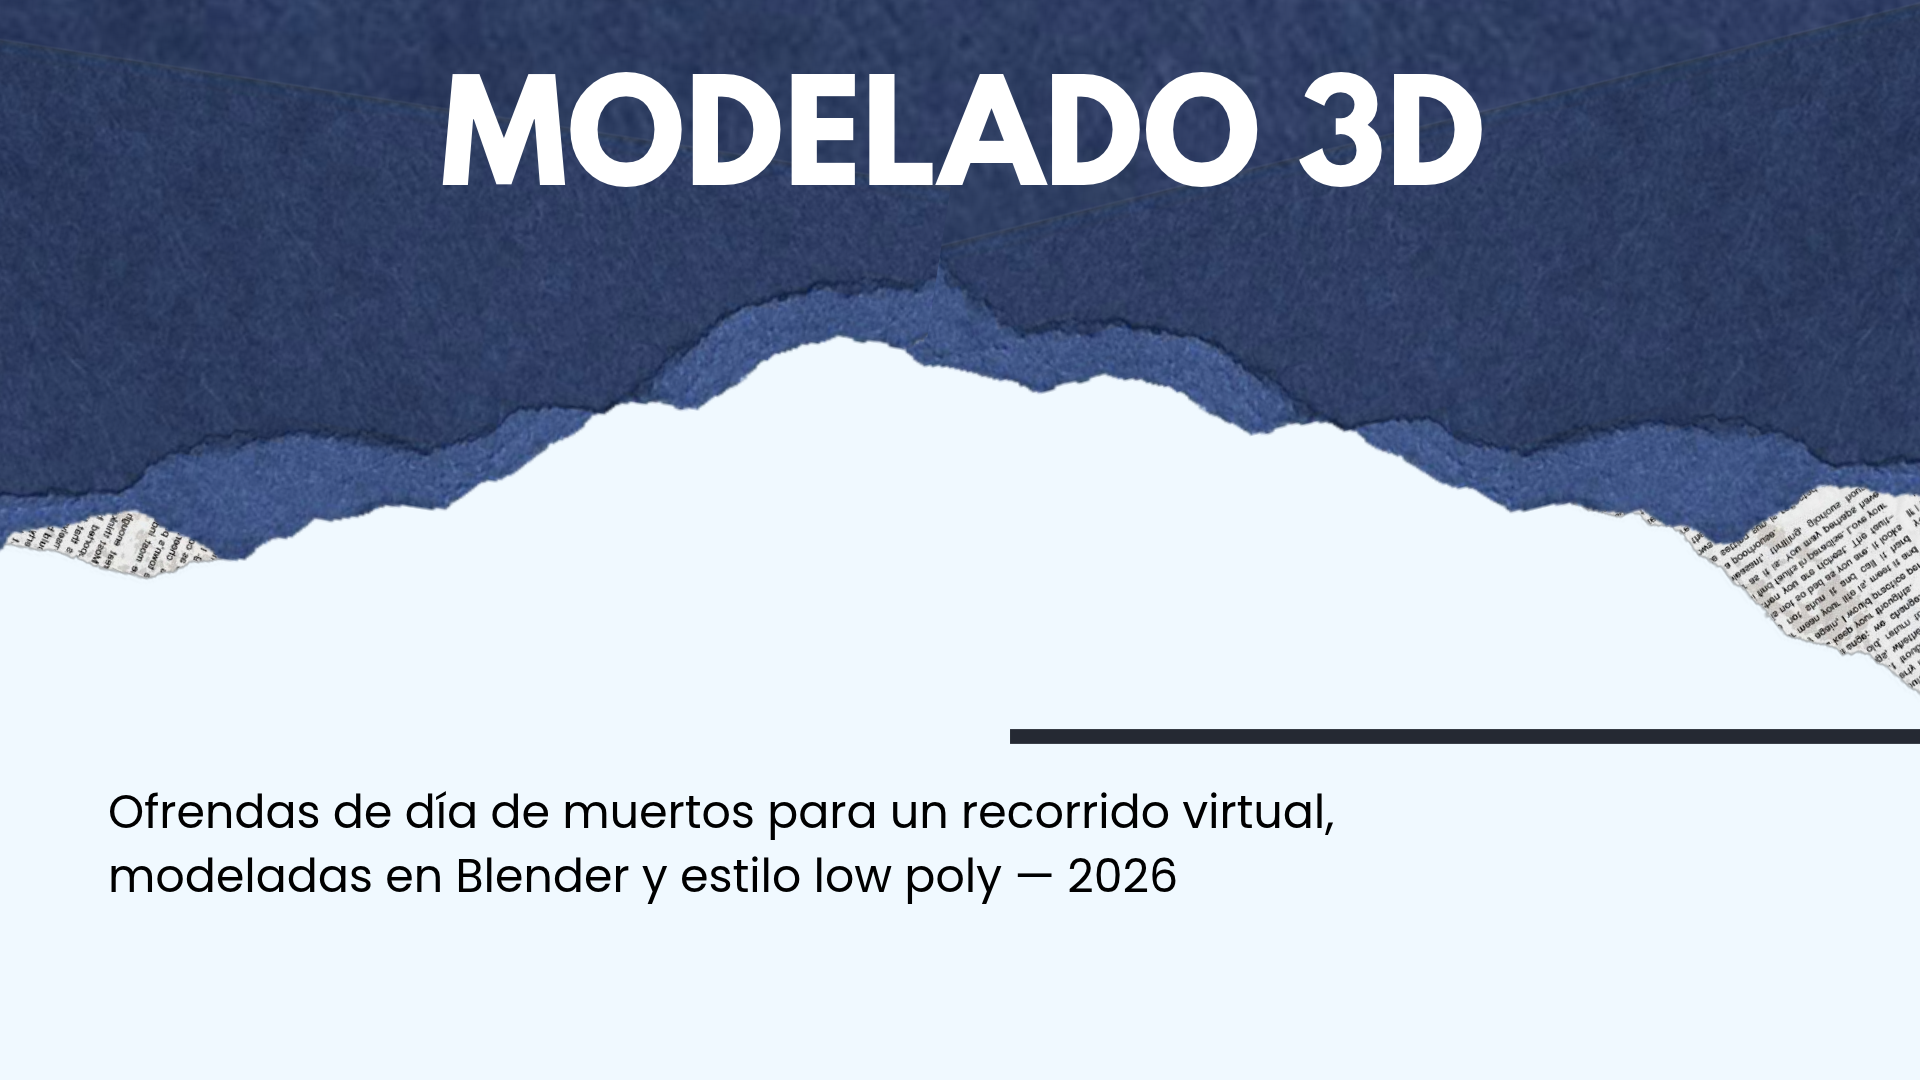 MODELADO 3D
Ofrendas de día de muertos para un recorrido virtual,
modeladas en Blender y estilo low poly — 2026